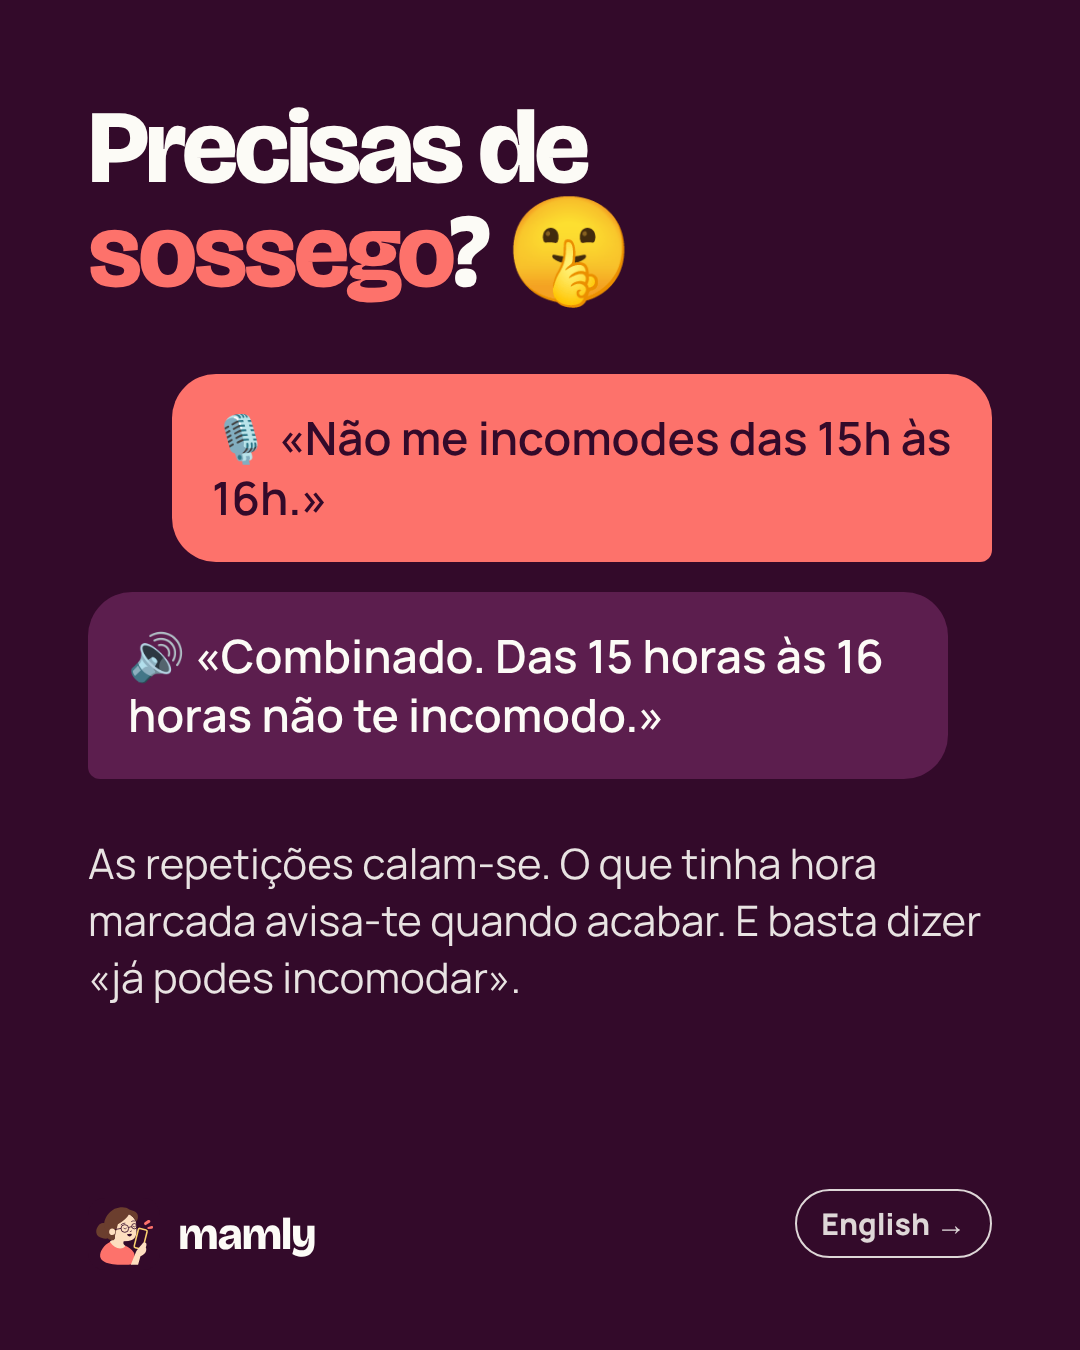 Precisas de
sossego? 🤫
🎙️ «Não me incomodes das 15h às
16h.»
🔊 «Combinado. Das 15 horas às 16
horas não te incomodo.»
As repetições calam-se. O que tinha hora
marcada avisa-te quando acabar. E basta dizer
«já podes incomodar».
mamly
English →